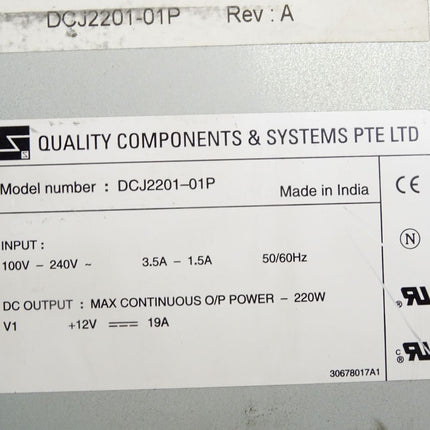 DCJ2201-01P Rev : A
S QUALITY COMPONENTS & SYSTEMS PTE LTD
Model number : DCJ2201-01P Made in India CE
N
INPUT :
100V - 240V ~ 3.5A - 1.5A 50/60Hz
DC OUTPUT : MAX CONTINUOUS O/P POWER - 220W
V1 +12V 19A
30678017A1